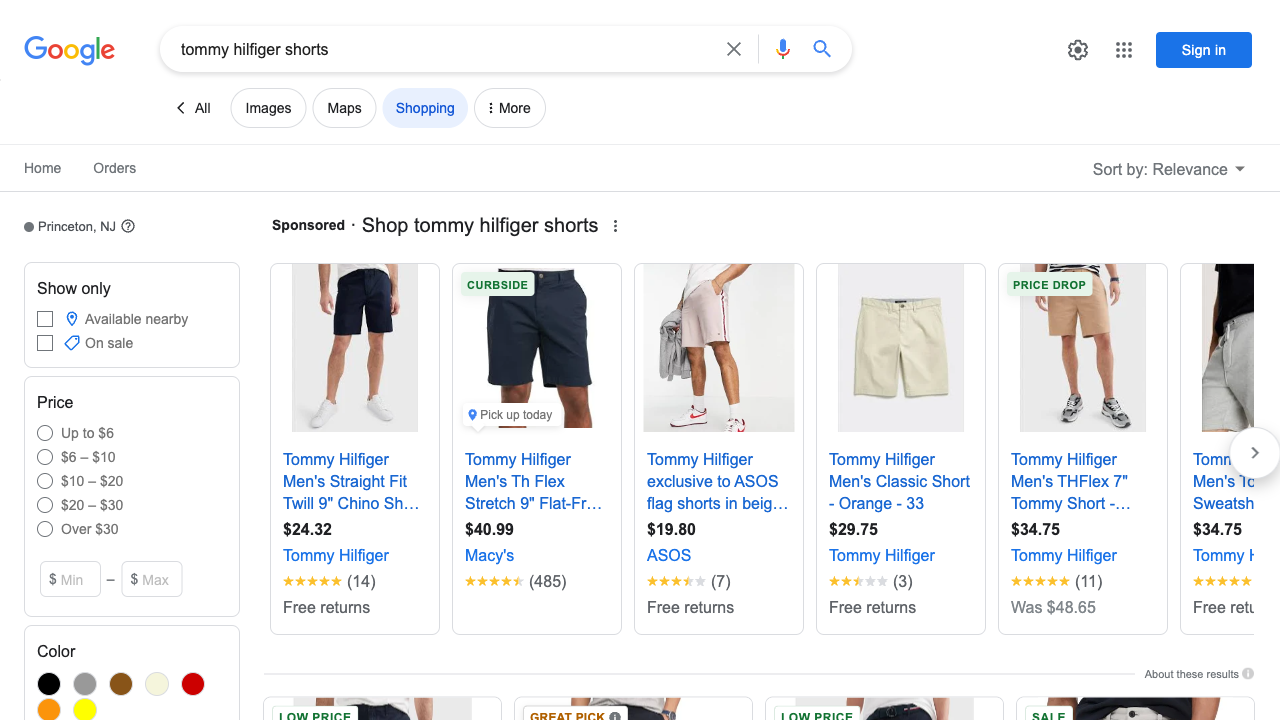 Google
tommy hilfiger shorts
Sign in
All
Images
Maps
Shopping
More
Home
Orders
Sort by: Relevance
Princeton, NJ
Sponsored · Shop tommy hilfiger shorts
Show only
Available nearby
On sale
Price
Up to $6
$6 – $10
$10 – $20
$20 – $30
Over $30
$ Min – $ Max
Color
Tommy Hilfiger
Men's Straight Fit
Twill 9" Chino Sh…
$24.32
Tommy Hilfiger
(14)
Free returns
CURBSIDE
Pick up today
Tommy Hilfiger
Men's Th Flex
Stretch 9" Flat-Fr…
$40.99
Macy's
(485)
Tommy Hilfiger
exclusive to ASOS
flag shorts in beig…
$19.80
ASOS
(7)
Free returns
Tommy Hilfiger
Men's Classic Short
- Orange - 33
$29.75
Tommy Hilfiger
(3)
Free returns
PRICE DROP
Tommy Hilfiger
Men's THFlex 7"
Tommy Short -…
$34.75
Tommy Hilfiger
(11)
Was $48.65
Tomm
Men's To
Sweatsh
$34.75
Tommy H
Free retu
About these results
LOW PRICE
GREAT PICK
LOW PRICE
SALE